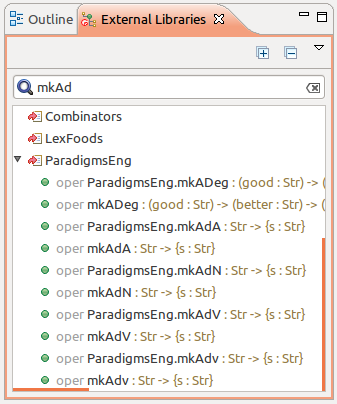 Outline External Libraries
mkAd
Combinators
LexFoods
ParadigmsEng
oper ParadigmsEng.mkADeg : (good : Str) -> (
oper mkADeg : (good : Str) -> (better : Str) -> (
oper ParadigmsEng.mkAdA : Str -> {s : Str}
oper mkAdA : Str -> {s : Str}
oper ParadigmsEng.mkAdN : Str -> {s : Str}
oper mkAdN : Str -> {s : Str}
oper ParadigmsEng.mkAdV : Str -> {s : Str}
oper mkAdV : Str -> {s : Str}
oper ParadigmsEng.mkAdv : Str -> {s : Str}
oper mkAdv : Str -> {s : Str}